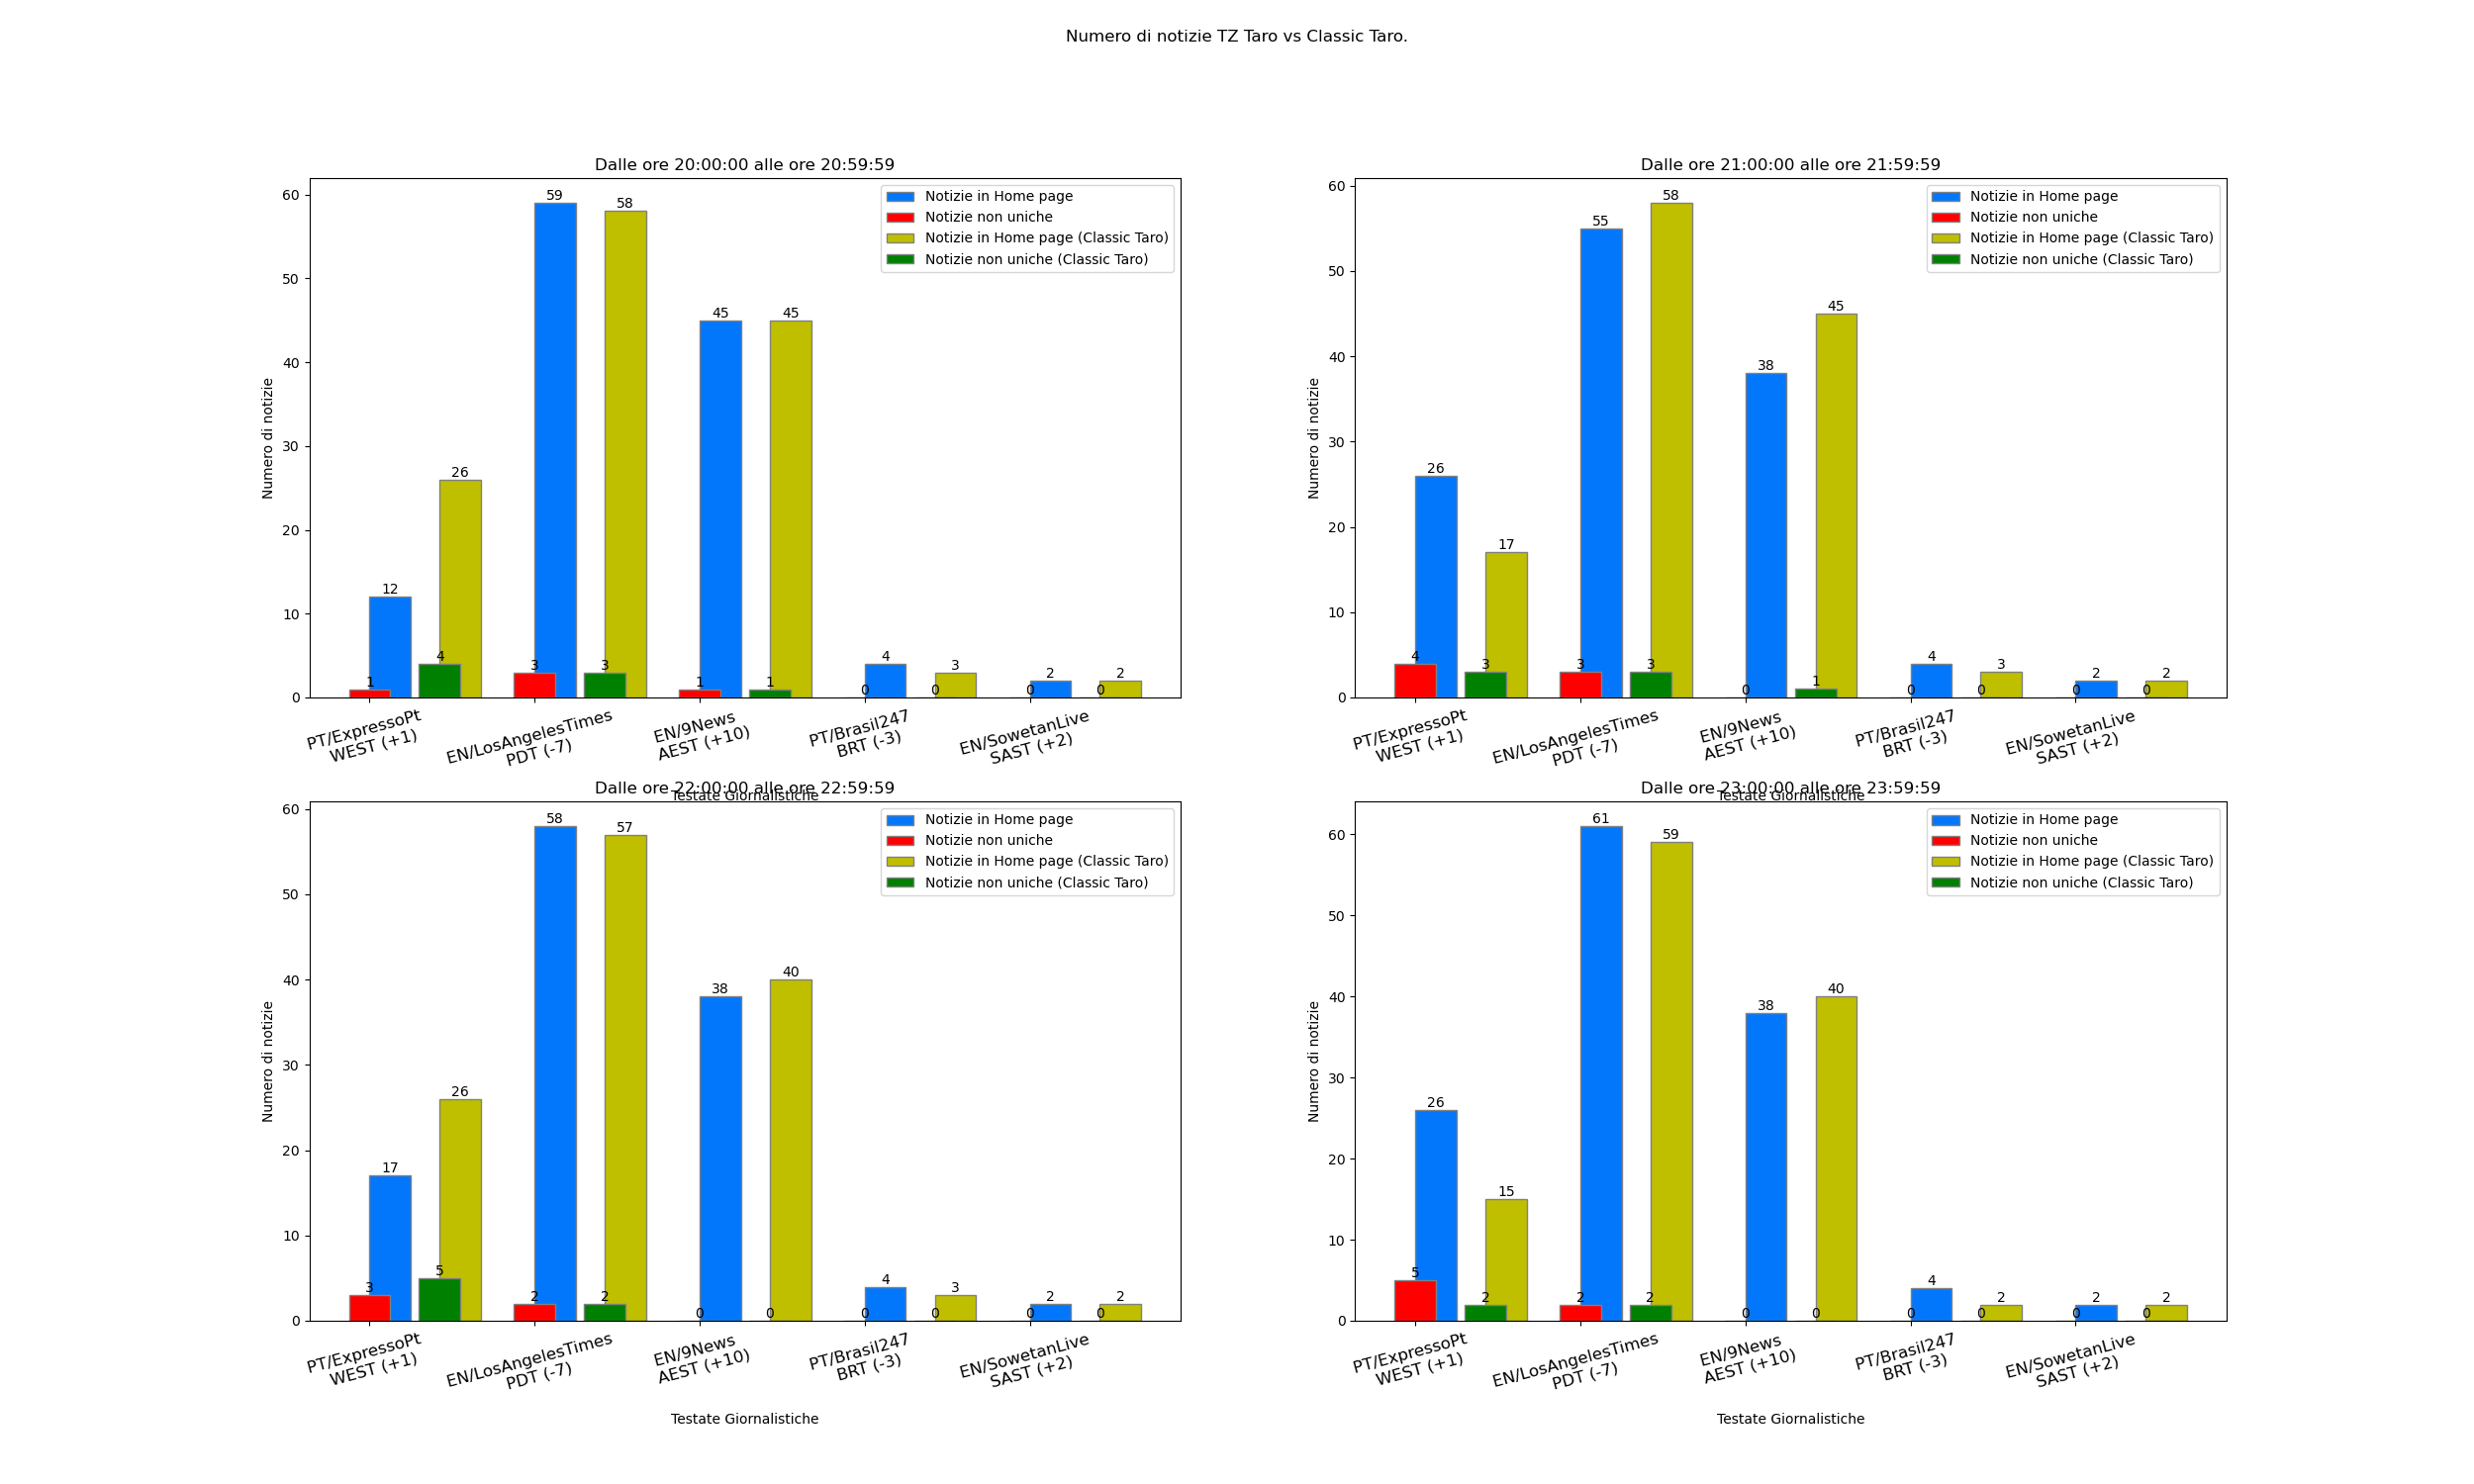 Numero di notizie TZ Taro vs Classic Taro.
Dalle ore 20:00:00 alle ore 20:59:59
Numero di notizie
60
50
40
30
20
10
0
Notizie in Home page
Notizie non uniche
Notizie in Home page (Classic Taro)
Notizie non uniche (Classic Taro)
1 12 4 26
3 59 3 58
1 45 1 45
0 4 0 3
0 2 0 2
PT/ExpressoPt
WEST (+1)
EN/LosAngelesTimes
PDT (-7)
EN/9News
AEST (+10)
PT/Brasil247
BRT (-3)
EN/SowetanLive
SAST (+2)
Testate Giornalistiche
Dalle ore 21:00:00 alle ore 21:59:59
Numero di notizie
60
50
40
30
20
10
0
Notizie in Home page
Notizie non uniche
Notizie in Home page (Classic Taro)
Notizie non uniche (Classic Taro)
4 26 3 17
3 55 3 58
0 38 1 45
0 4 0 3
0 2 0 2
PT/ExpressoPt
WEST (+1)
EN/LosAngelesTimes
PDT (-7)
EN/9News
AEST (+10)
PT/Brasil247
BRT (-3)
EN/SowetanLive
SAST (+2)
Testate Giornalistiche
Dalle ore 22:00:00 alle ore 22:59:59
Numero di notizie
60
50
40
30
20
10
0
Notizie in Home page
Notizie non uniche
Notizie in Home page (Classic Taro)
Notizie non uniche (Classic Taro)
3 17 5 26
2 58 2 57
0 38 0 40
0 4 0 3
0 2 0 2
PT/ExpressoPt
WEST (+1)
EN/LosAngelesTimes
PDT (-7)
EN/9News
AEST (+10)
PT/Brasil247
BRT (-3)
EN/SowetanLive
SAST (+2)
Testate Giornalistiche
Dalle ore 23:00:00 alle ore 23:59:59
Numero di notizie
60
50
40
30
20
10
0
Notizie in Home page
Notizie non uniche
Notizie in Home page (Classic Taro)
Notizie non uniche (Classic Taro)
5 26 2 15
2 61 2 59
0 38 0 40
0 4 0 2
0 2 0 2
PT/ExpressoPt
WEST (+1)
EN/LosAngelesTimes
PDT (-7)
EN/9News
AEST (+10)
PT/Brasil247
BRT (-3)
EN/SowetanLive
SAST (+2)
Testate Giornalistiche